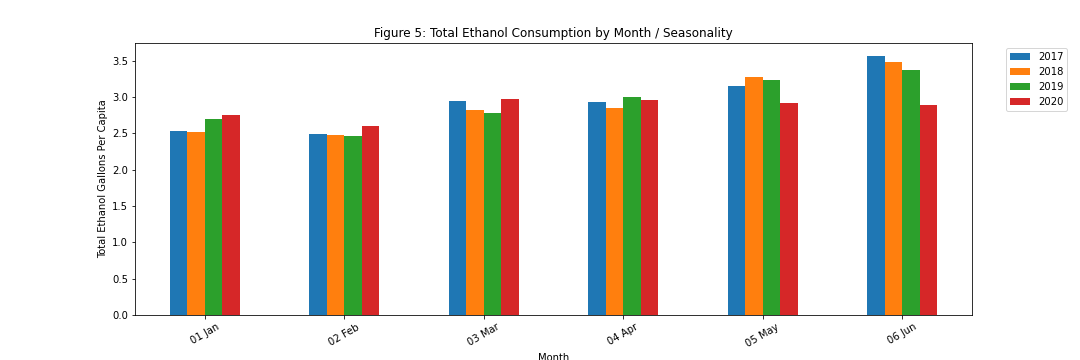 Figure 5: Total Ethanol Consumption by Month / Seasonality
Total Ethanol Gallons Per Capita
3.5
3.0
2.5
2.0
1.5
1.0
0.5
0.0
01 Jan
02 Feb
03 Mar
04 Apr
05 May
06 Jun
Month
2017
2018
2019
2020